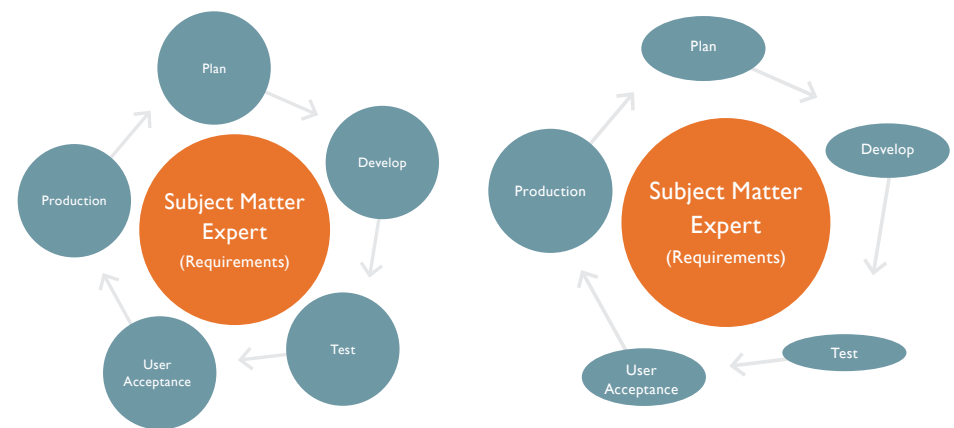 Plan
Develop
Subject Matter
Expert
(Requirements)
Production
Test
User
Acceptance
Plan
Develop
Subject Matter
Expert
(Requirements)
Production
Test
User
Acceptance